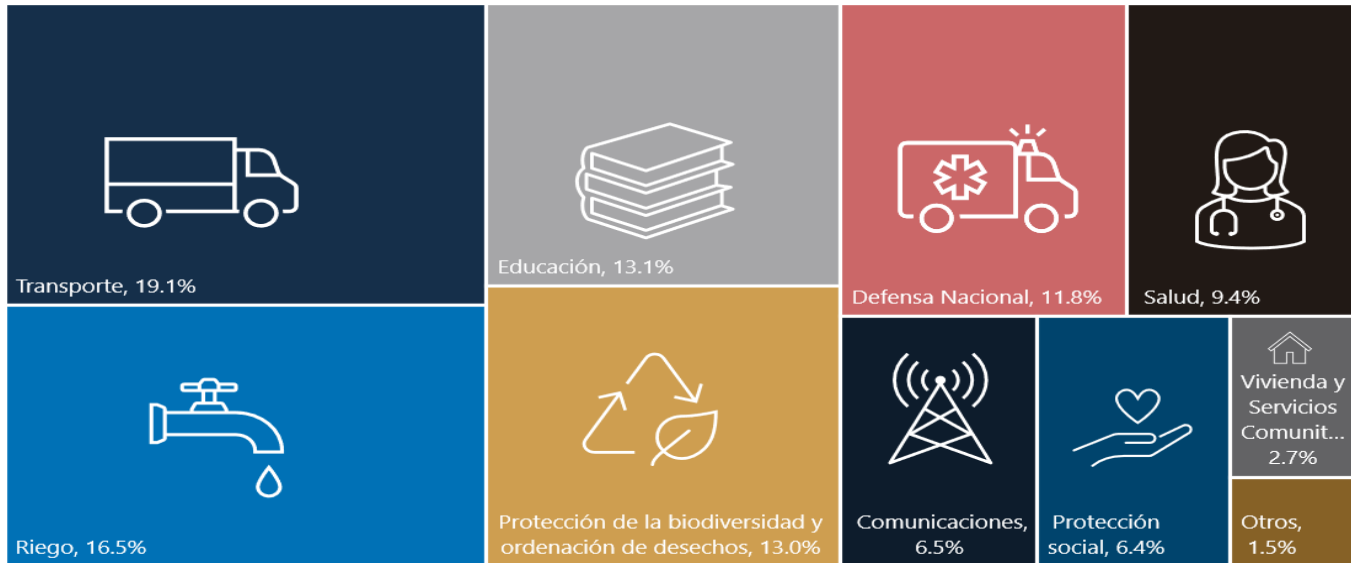 Transporte, 19.1%
Riego, 16.5%
Educación, 13.1%
Protección de la biodiversidad y
ordenación de desechos, 13.0%
Defensa Nacional, 11.8%
Salud, 9.4%
Comunicaciones,
6.5%
Protección
social, 6.4%
Vivienda y
Servicios
Comunit...
2.7%
Otros,
1.5%